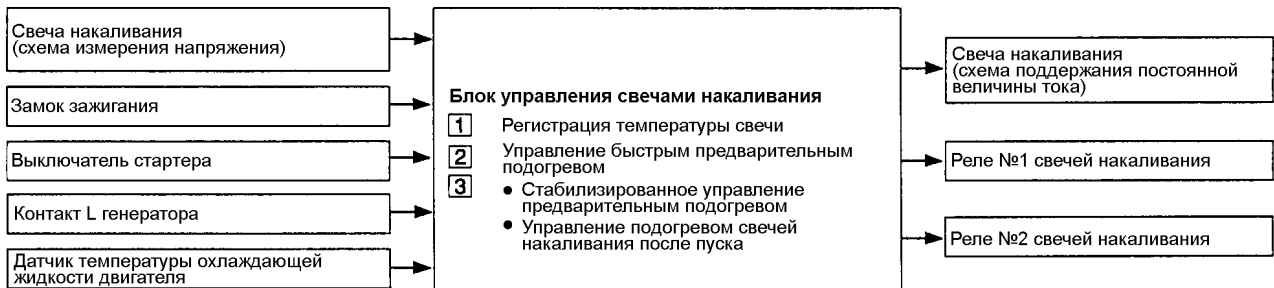 Свеча накаливания
(схема измерения напряжения)
Замок зажигания
Выключатель стартера
Контакт L генератора
Датчик температуры охлаждающей
жидкости двигателя
Блок управления свечами накаливания
1 Регистрация температуры свечи
2 Управление быстрым предварительным
подогревом
3 • Стабилизированное управление
предварительным подогревом
• Управление подогревом свечей
накаливания после пуска
Свеча накаливания
(схема поддержания постоянной
величины тока)
Реле №1 свечей накаливания
Реле №2 свечей накаливания